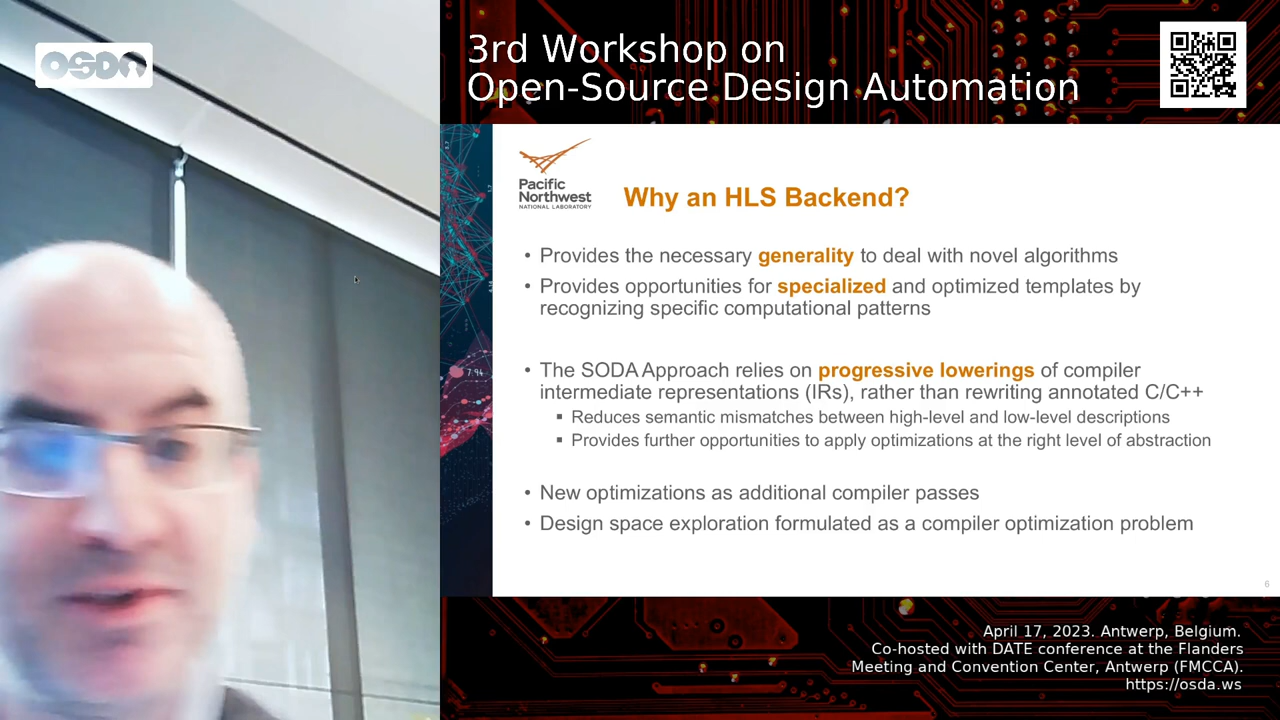 OSDA
3rd Workshop on
Open-Source Design Automation
Pacific
Northwest
NATIONAL LABORATORY
Why an HLS Backend?
• Provides the necessary generality to deal with novel algorithms
• Provides opportunities for specialized and optimized templates by
recognizing specific computational patterns
• The SODA Approach relies on progressive lowerings of compiler
intermediate representations (IRs), rather than rewriting annotated C/C++
▪ Reduces semantic mismatches between high-level and low-level descriptions
▪ Provides further opportunities to apply optimizations at the right level of abstraction
• New optimizations as additional compiler passes
• Design space exploration formulated as a compiler optimization problem
7.94
6
April 17, 2023. Antwerp, Belgium.
Co-hosted with DATE conference at the Flanders
Meeting and Convention Center, Antwerp (FMCCA).
https://osda.ws